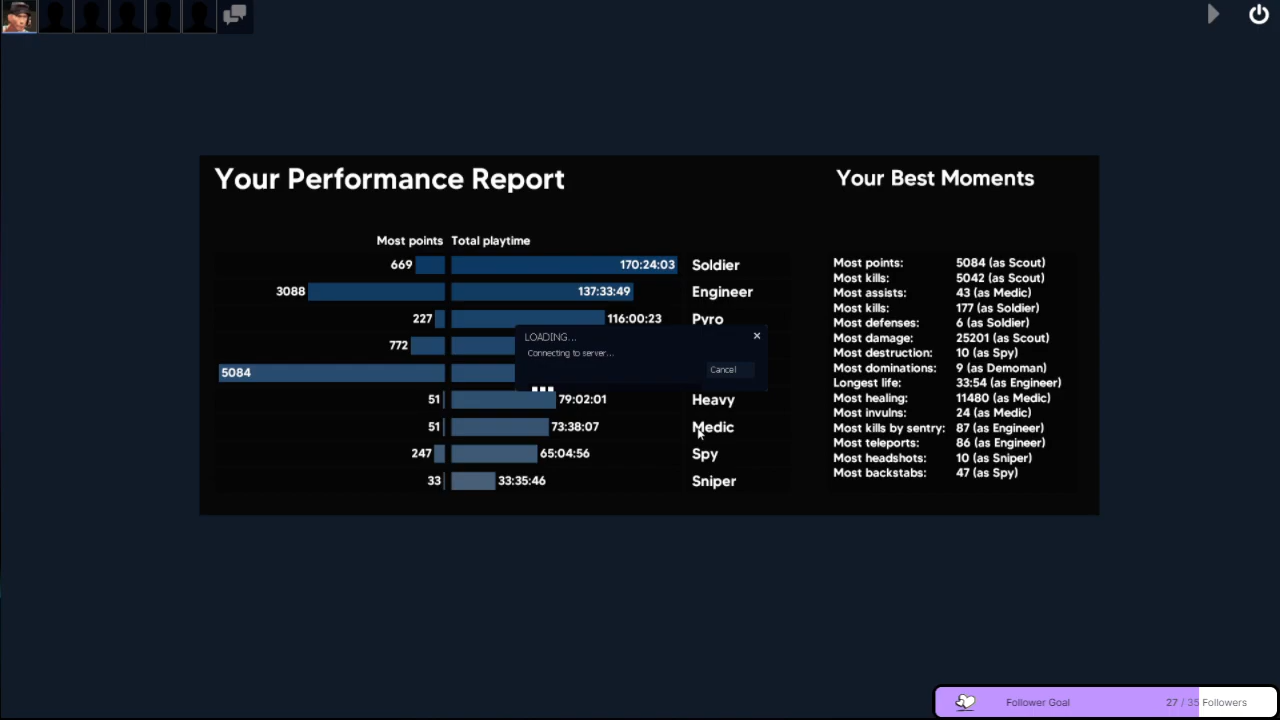 Your Performance Report
Your Best Moments
Most points Total playtime
669 170:24:03 Soldier
3088 137:33:49 Engineer
227 116:00:23 Pyro
772
5084
51 79:02:01 Heavy
51 73:38:07 Medic
247 65:04:56 Spy
33 33:35:46 Sniper
LOADING...
Connecting to server...
Cancel
Most points: 5084 (as Scout)
Most kills: 5042 (as Scout)
Most assists: 43 (as Medic)
Most kills: 177 (as Soldier)
Most defenses: 6 (as Soldier)
Most damage: 25201 (as Scout)
Most destruction: 10 (as Spy)
Most dominations: 9 (as Demoman)
Longest life: 33:54 (as Engineer)
Most healing: 11480 (as Medic)
Most invulns: 24 (as Medic)
Most kills by sentry: 87 (as Engineer)
Most teleports: 86 (as Engineer)
Most headshots: 10 (as Sniper)
Most backstabs: 47 (as Spy)
Follower Goal 27 / 35 Followers